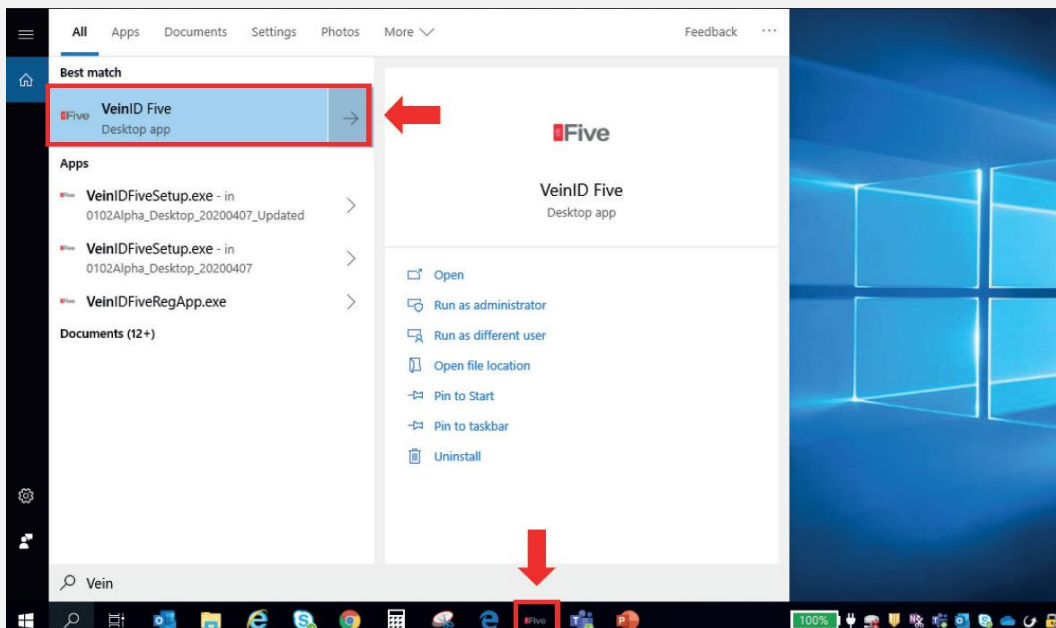 All Apps Documents Settings Photos More Feedback ...
Best match
Five VeinID Five
Desktop app
Five
Apps
VeinIDFiveSetup.exe - in
0102Alpha_Desktop_20200407_Updated
VeinIDFiveSetup.exe - in
0102Alpha_Desktop_20200407
VeinIDFiveRegApp.exe
Documents (12+)
VeinID Five
Desktop app
Open
Run as administrator
Run as different user
Open file location
Pin to Start
Pin to taskbar
Uninstall
Vein
Five
100%